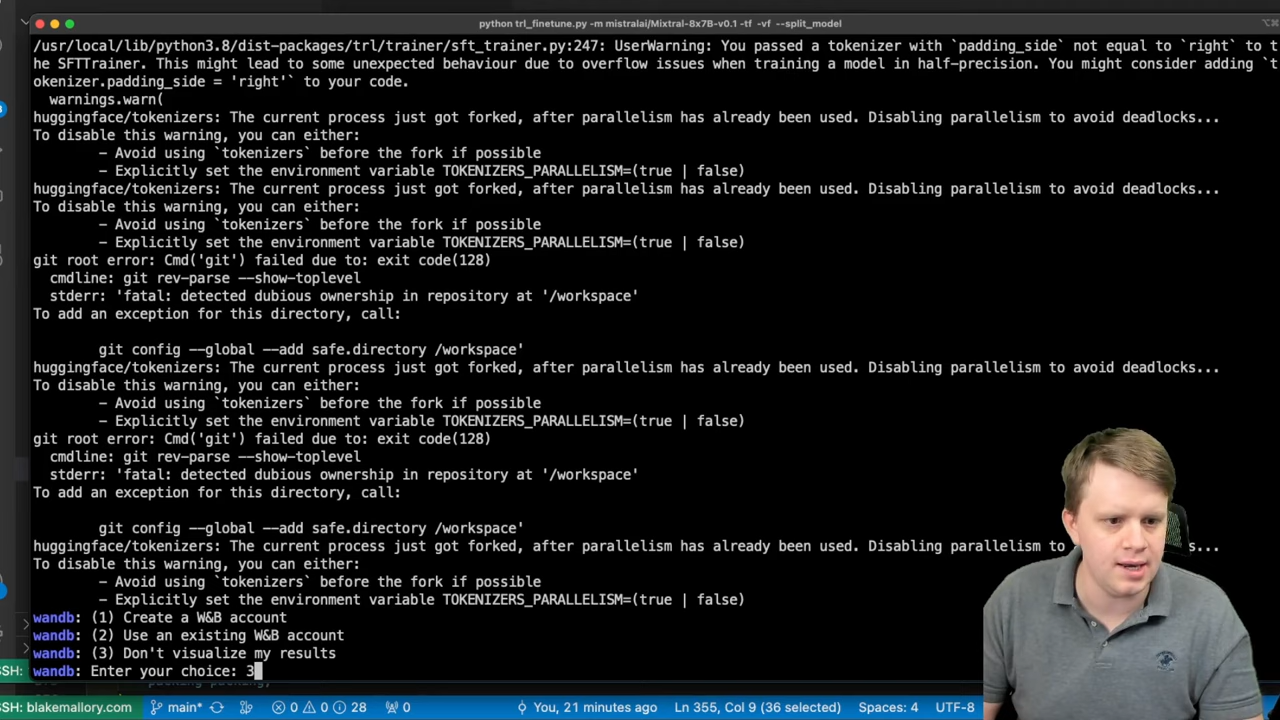 python trl_finetune.py -m mistralai/Mixtral-8x7B-v0.1 -tf -vf --split_model
/usr/local/lib/python3.8/dist-packages/trl/trainer/sft_trainer.py:247: UserWarning: You passed a tokenizer with `padding_side` not equal to `right` to t
he SFTTrainer. This might lead to some unexpected behaviour due to overflow issues when training a model in half-precision. You might consider adding `t
okenizer.padding_side = 'right'` to your code.
warnings.warn(
huggingface/tokenizers: The current process just got forked, after parallelism has already been used. Disabling parallelism to avoid deadlocks...
To disable this warning, you can either:
- Avoid using `tokenizers` before the fork if possible
- Explicitly set the environment variable TOKENIZERS_PARALLELISM=(true | false)
huggingface/tokenizers: The current process just got forked, after parallelism has already been used. Disabling parallelism to avoid deadlocks...
To disable this warning, you can either:
- Avoid using `tokenizers` before the fork if possible
- Explicitly set the environment variable TOKENIZERS_PARALLELISM=(true | false)
git root error: Cmd('git') failed due to: exit code(128)
cmdline: git rev-parse --show-toplevel
stderr: 'fatal: detected dubious ownership in repository at '/workspace'
To add an exception for this directory, call:
git config --global --add safe.directory /workspace'
huggingface/tokenizers: The current process just got forked, after parallelism has already been used. Disabling parallelism to avoid deadlocks...
To disable this warning, you can either:
- Avoid using `tokenizers` before the fork if possible
- Explicitly set the environment variable TOKENIZERS_PARALLELISM=(true | false)
git root error: Cmd('git') failed due to: exit code(128)
cmdline: git rev-parse --show-toplevel
stderr: 'fatal: detected dubious ownership in repository at '/workspace'
To add an exception for this directory, call:
git config --global --add safe.directory /workspace'
huggingface/tokenizers: The current process just got forked, after parallelism has already been used. Disabling parallelism to s...
To disable this warning, you can either:
- Avoid using `tokenizers` before the fork if possible
- Explicitly set the environment variable TOKENIZERS_PARALLELISM=(true | false)
wandb: (1) Create a W&B account
wandb: (2) Use an existing W&B account
wandb: (3) Don't visualize my results
wandb: Enter your choice: 3
SSH:
SSH: blakemallory.com main* 0 0 28 0 You, 21 minutes ago Ln 355, Col 9 (36 selected) Spaces: 4 UTF-8